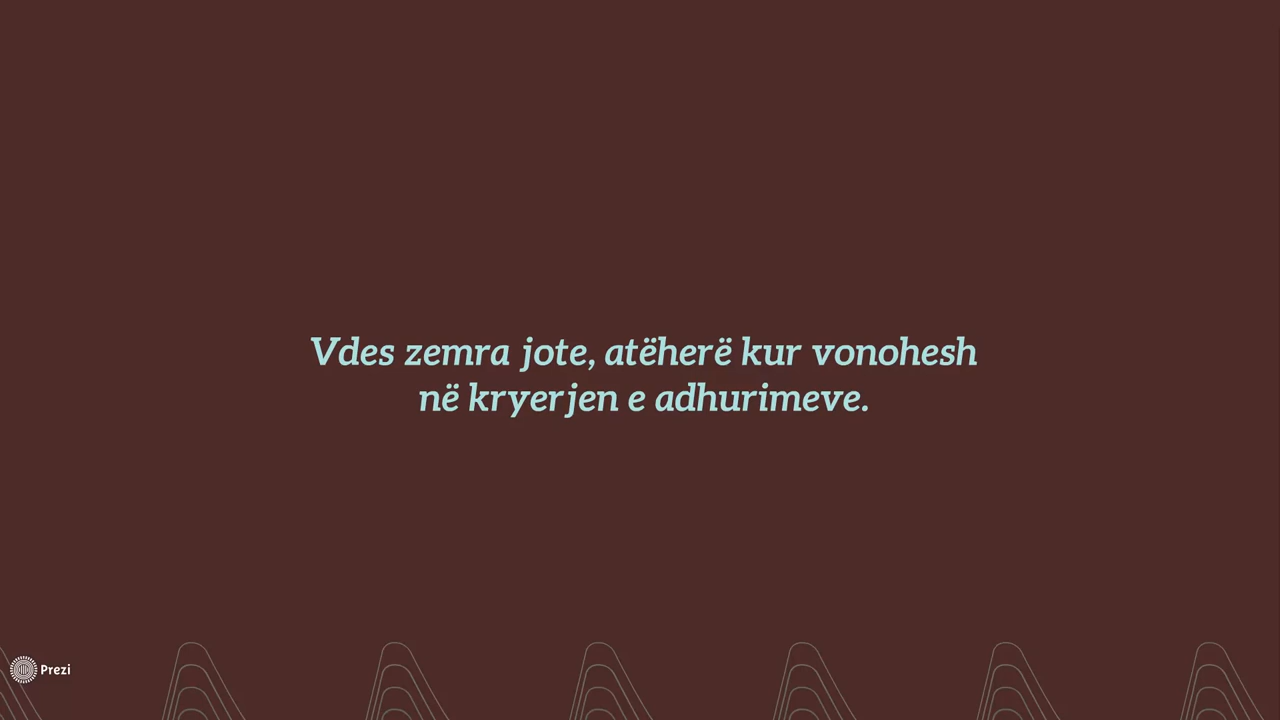 Vdes zemra jote, atëherë kur vonohesh
në kryerjen e adhurimeve.
Prezi